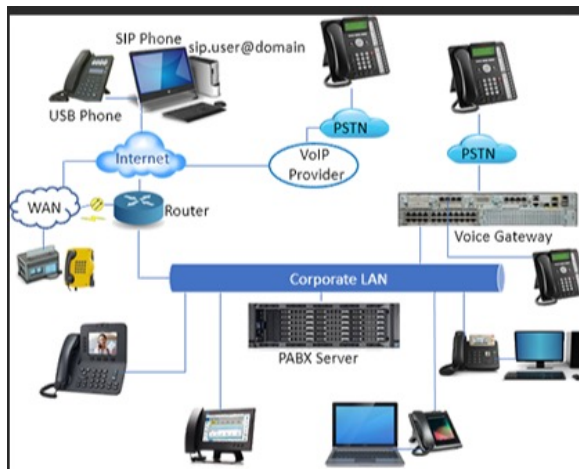 SIP Phone
sip.user@domain
USB Phone
PSTN
PSTN
Internet
VoIP
Provider
WAN
Router
Voice Gateway
Corporate LAN
PABX Server